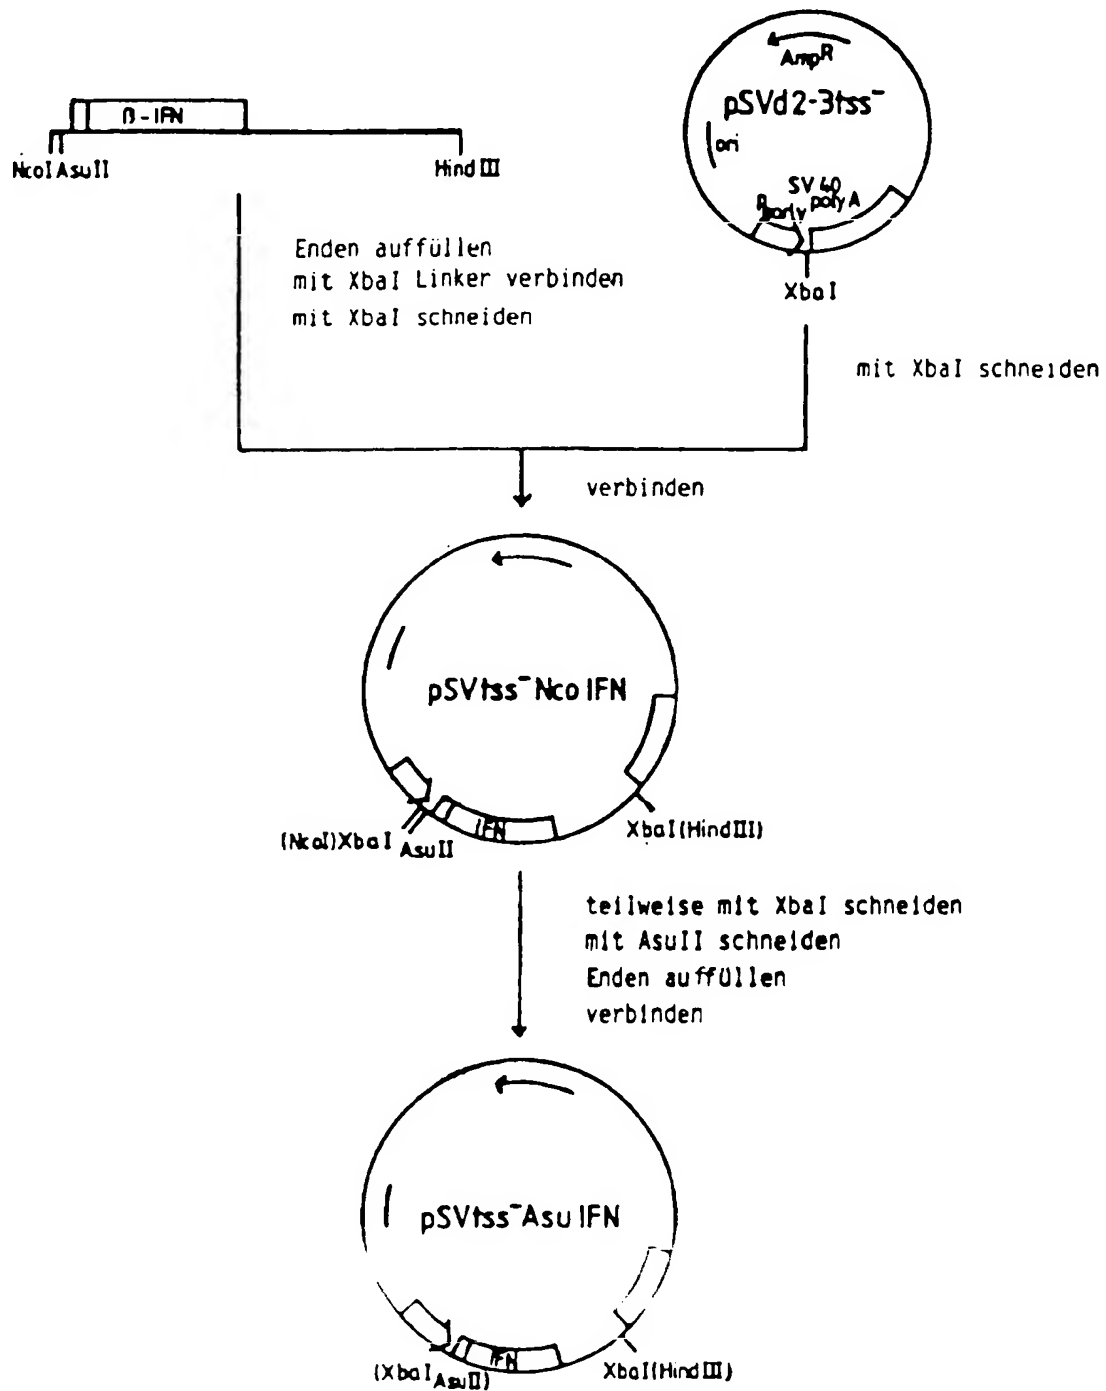 β-IFN
NcoI AsuII
HindIII
AmpR
pSVd2-3tss⁻
ori
SV40
polyA
Pearly
XbaI
Enden auffüllen
mit XbaI Linker verbinden
mit XbaI schneiden
mit XbaI schneiden
verbinden
pSVtss⁻NcoIFN
IFN
(NcoI)XbaI AsuII
XbaI(HindIII)
teilweise mit XbaI schneiden
mit AsuII schneiden
Enden auffüllen
verbinden
pSVtss⁻AsuIFN
IFN
(XbaI AsuII)
XbaI(HindIII)